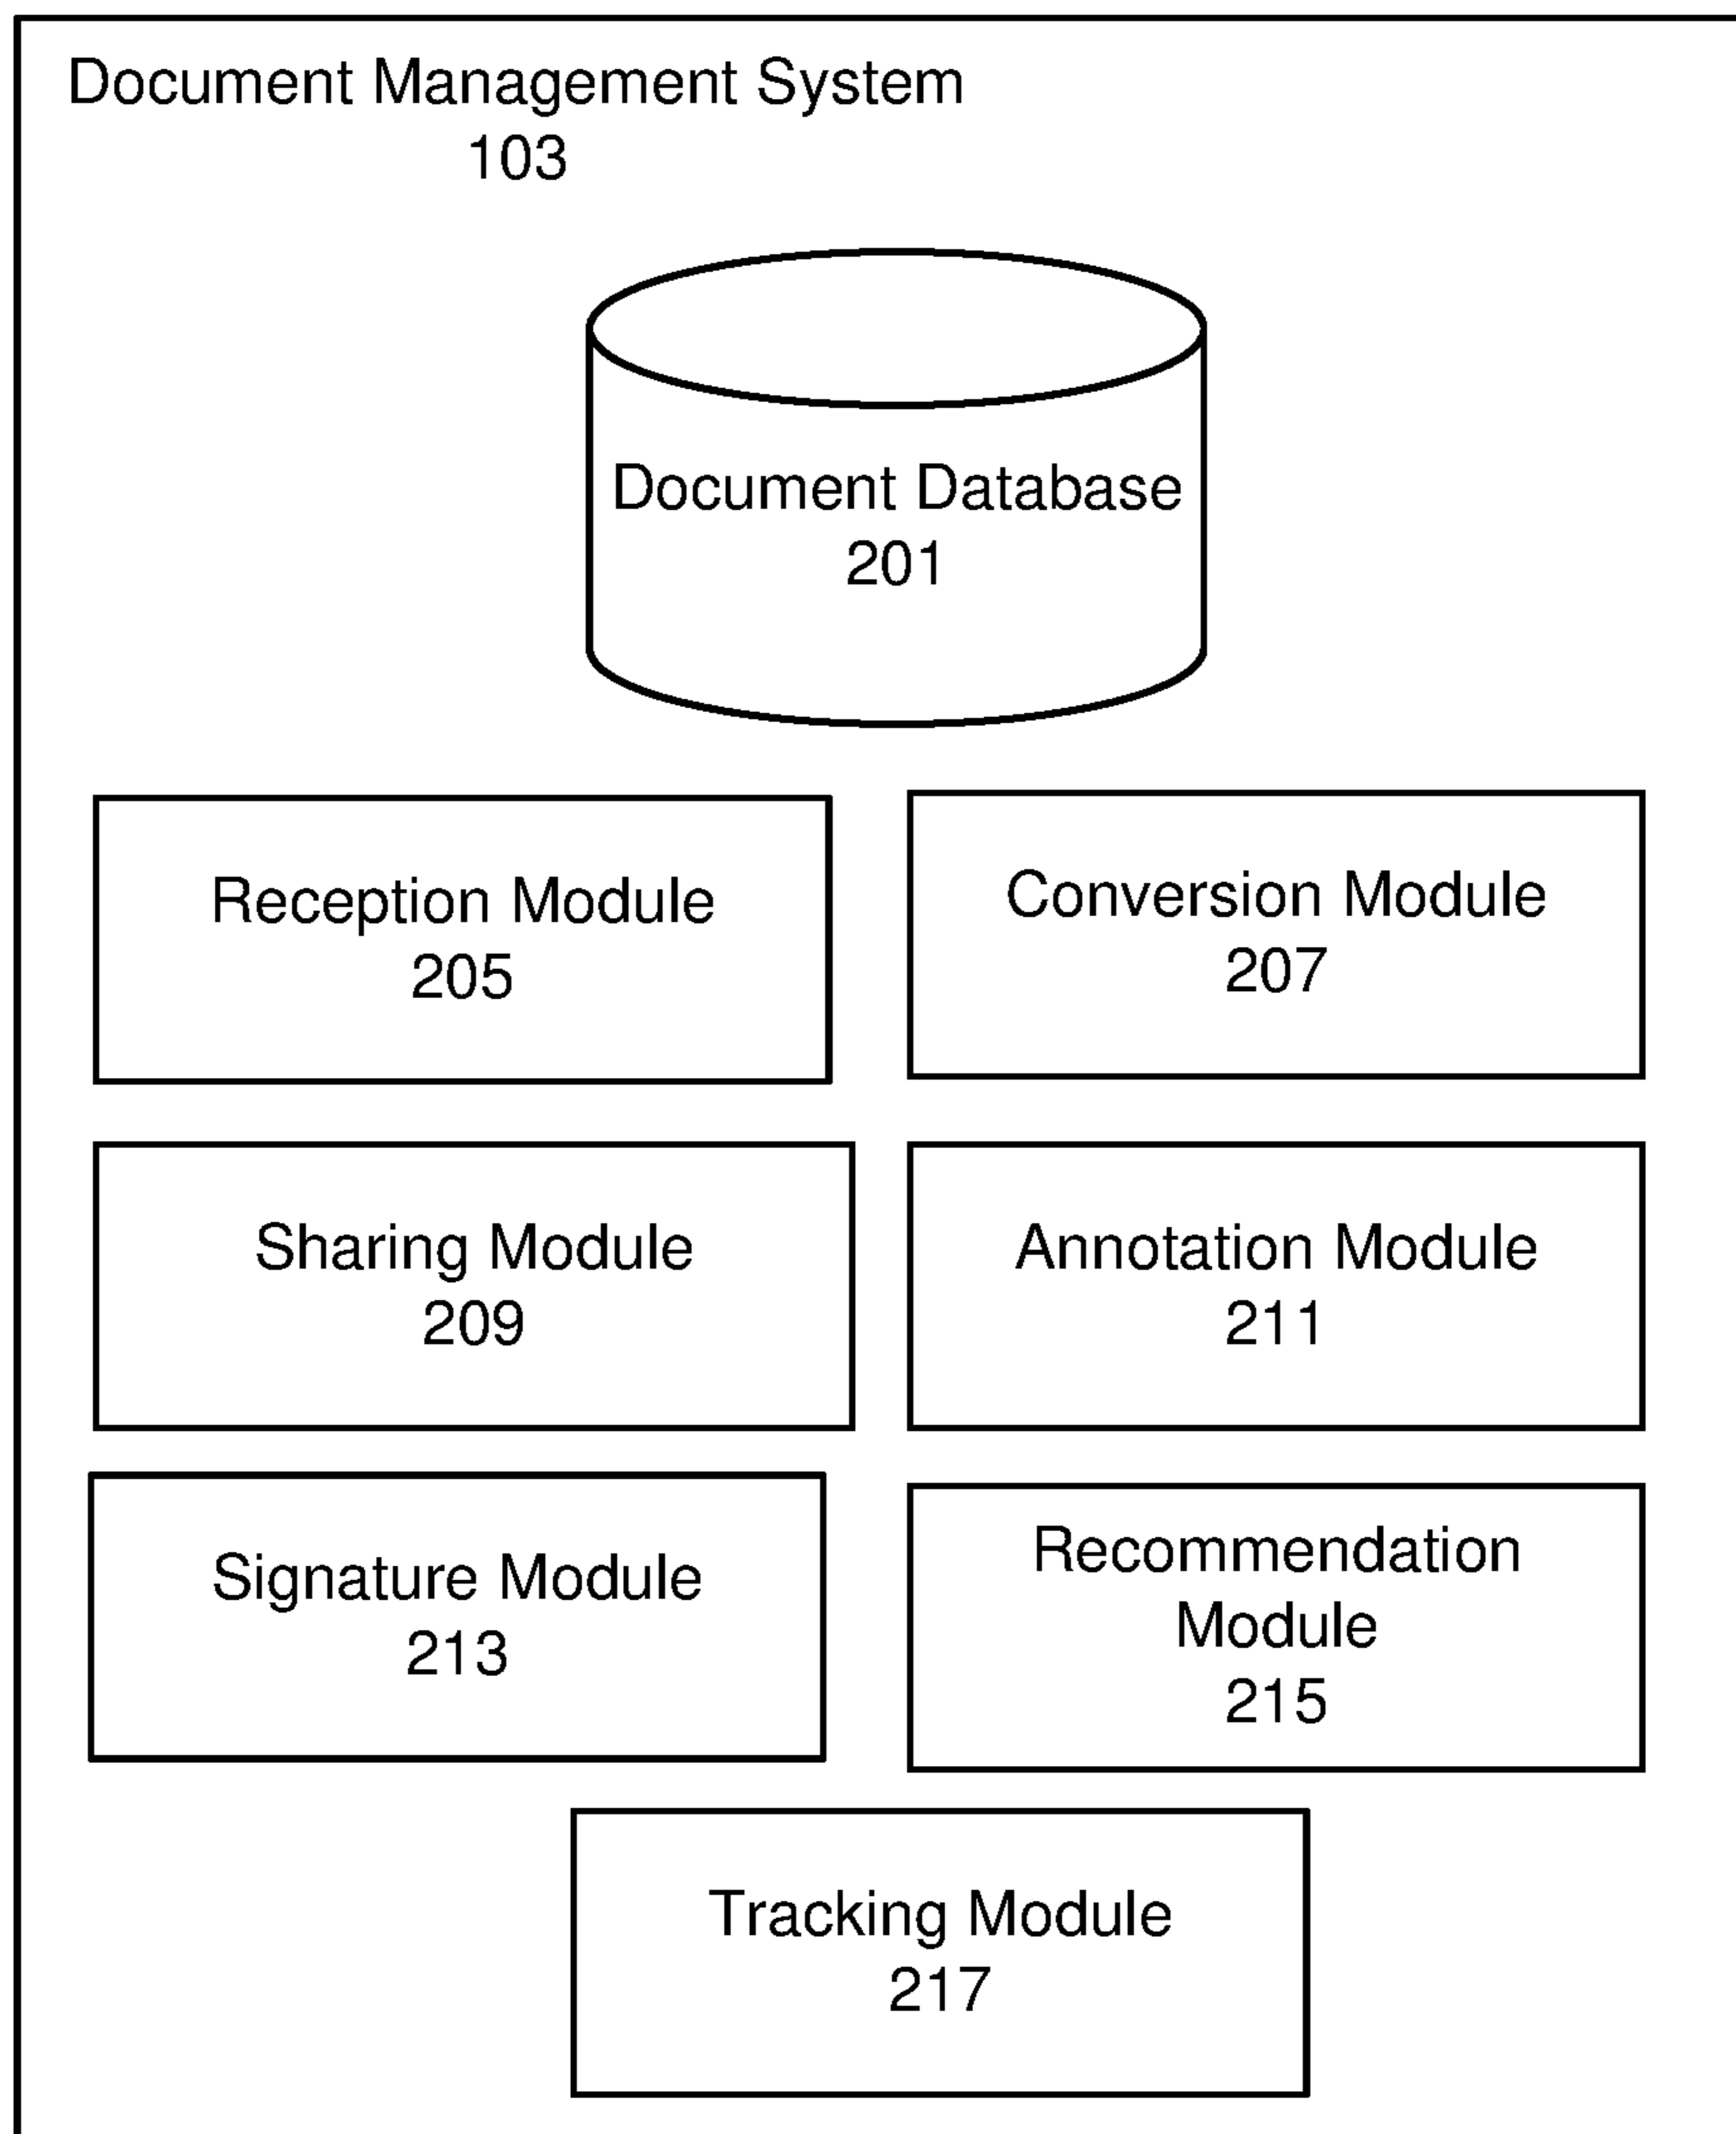 Document Management System
103
Document Database
201
Reception Module
205
Conversion Module
207
Sharing Module
209
Annotation Module
211
Signature Module
213
Recommendation
Module
215
Tracking Module
217